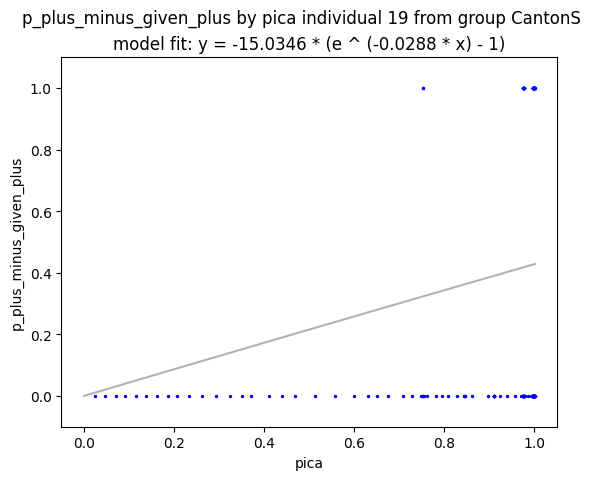 p_plus_minus_given_plus by pica individual 19 from group CantonS
model fit: y = -15.0346 * (e ^ (-0.0288 * x) - 1)
1.0
0.8
0.6
0.4
0.2
0.0
p_plus_minus_given_plus
0.0 0.2 0.4 0.6 0.8 1.0
pica